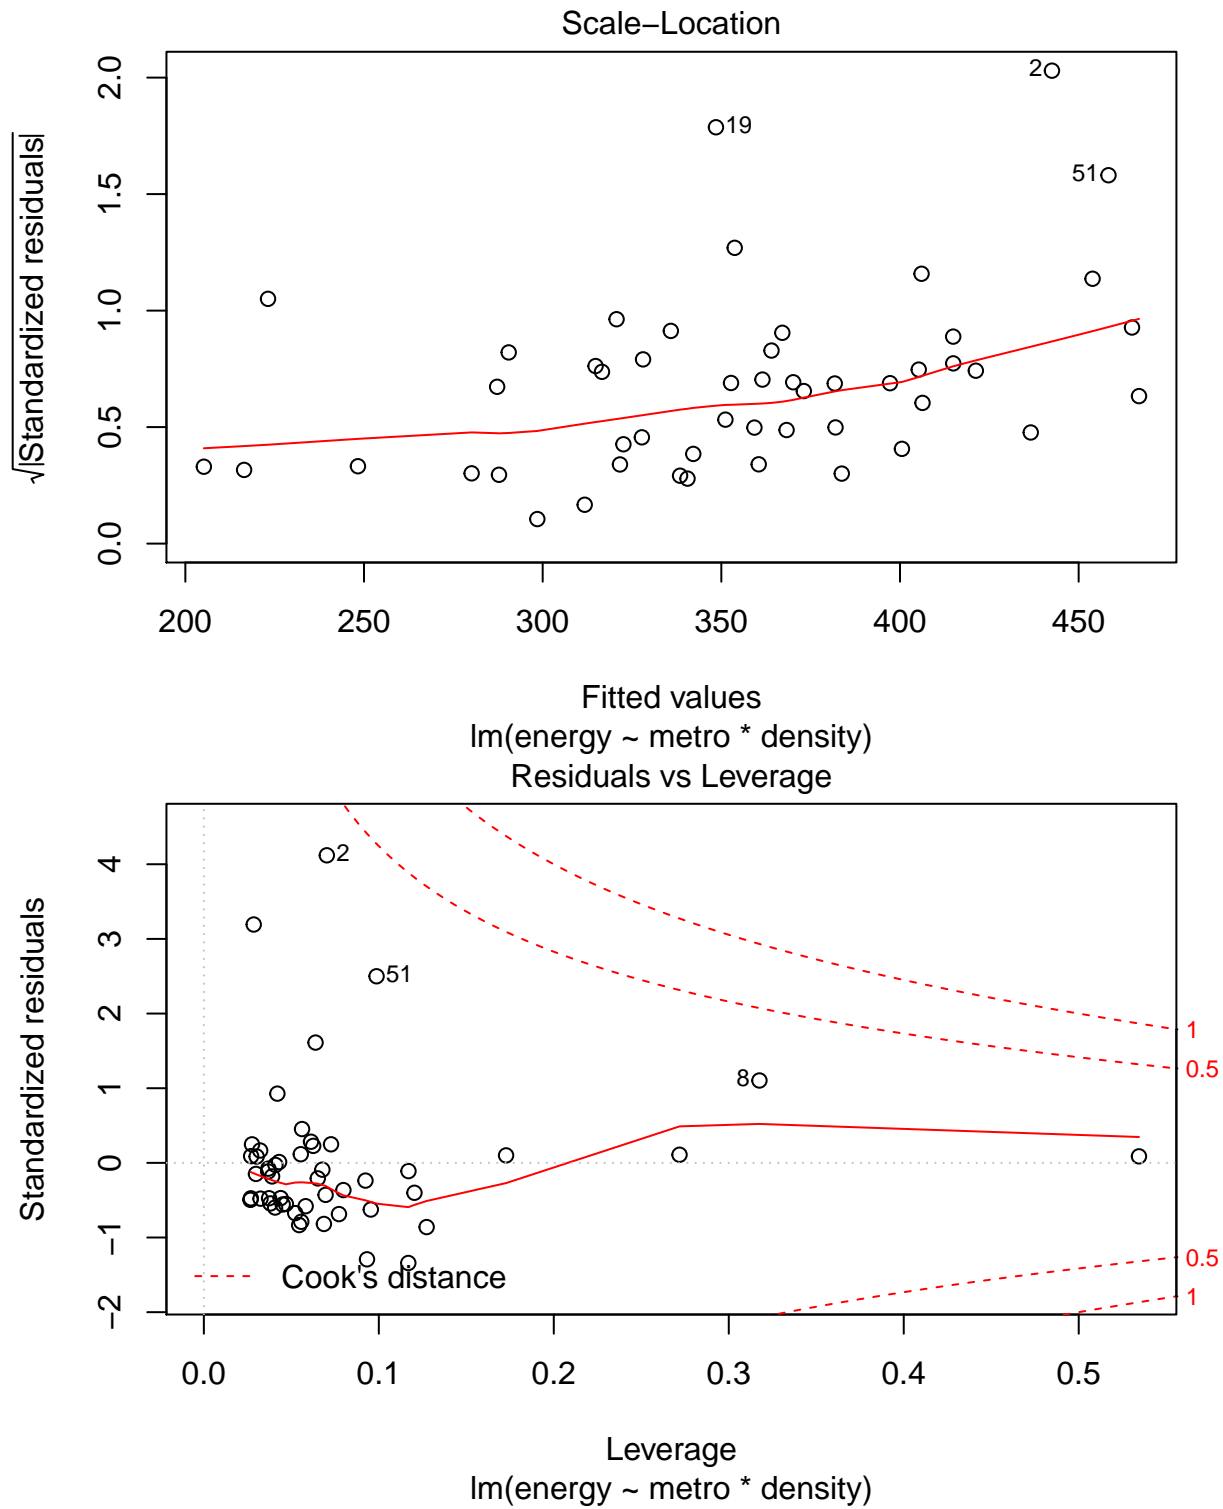 Scale−Location
2
19
51
√|Standardized residuals|
0.0 0.5 1.0 1.5 2.0
200 250 300 350 400 450
Fitted values
lm(energy ~ metro * density)
Residuals vs Leverage
2
51
8
1
0.5
0.5
1
Standardized residuals
−2 −1 0 1 2 3 4
Cook's distance
0.0 0.1 0.2 0.3 0.4 0.5
Leverage
lm(energy ~ metro * density)